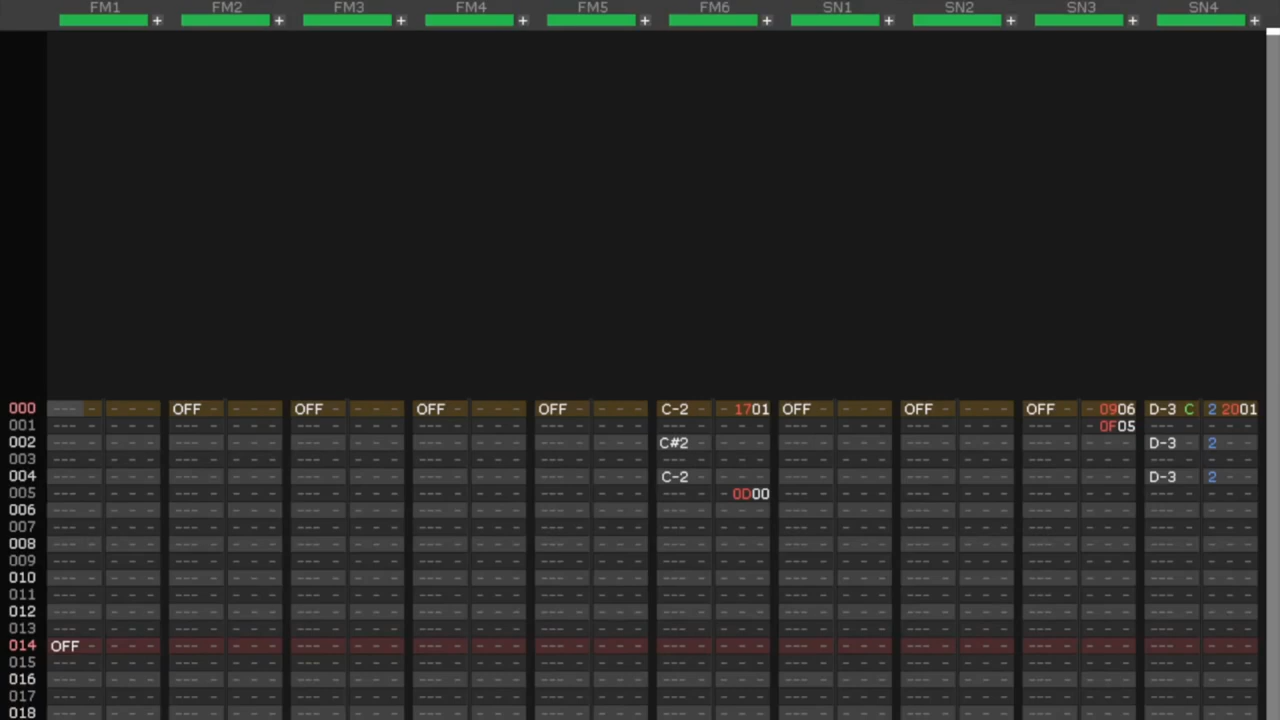 FM1 FM2 FM3 FM4 FM5 FM6 SN1 SN2 SN3 SN4
+ + + + + + + + + +
000 --- - - - - OFF - - - - OFF - - - - OFF - - - - OFF - - - - C-2 - - 1701 OFF - - - - OFF - - - - OFF - - 0906 D-3 C 2 2001
001 --- - - - - --- - - - - --- - - - - --- - - - - --- - - - - --- - - - - --- - - - - --- - - - - --- - - 0F05 --- - - - -
002 --- - - - - --- - - - - --- - - - - --- - - - - --- - - - - C#2 - - - - --- - - - - --- - - - - --- - - - - D-3 - 2 - -
003 --- - - - - --- - - - - --- - - - - --- - - - - --- - - - - --- - - - - --- - - - - --- - - - - --- - - - - --- - - - -
004 --- - - - - --- - - - - --- - - - - --- - - - - --- - - - - C-2 - - - - --- - - - - --- - - - - --- - - - - D-3 - 2 - -
005 --- - - - - --- - - - - --- - - - - --- - - - - --- - - - - --- - - 0D00 --- - - - - --- - - - - --- - - - - --- - - - -
006 --- - - - - --- - - - - --- - - - - --- - - - - --- - - - - --- - - - - --- - - - - --- - - - - --- - - - - --- - - - -
007 --- - - - - --- - - - - --- - - - - --- - - - - --- - - - - --- - - - - --- - - - - --- - - - - --- - - - - --- - - - -
008 --- - - - - --- - - - - --- - - - - --- - - - - --- - - - - --- - - - - --- - - - - --- - - - - --- - - - - --- - - - -
009 --- - - - - --- - - - - --- - - - - --- - - - - --- - - - - --- - - - - --- - - - - --- - - - - --- - - - - --- - - - -
010 --- - - - - --- - - - - --- - - - - --- - - - - --- - - - - --- - - - - --- - - - - --- - - - - --- - - - - --- - - - -
011 --- - - - - --- - - - - --- - - - - --- - - - - --- - - - - --- - - - - --- - - - - --- - - - - --- - - - - --- - - - -
012 --- - - - - --- - - - - --- - - - - --- - - - - --- - - - - --- - - - - --- - - - - --- - - - - --- - - - - --- - - - -
013 --- - - - - --- - - - - --- - - - - --- - - - - --- - - - - --- - - - - --- - - - - --- - - - - --- - - - - --- - - - -
014 OFF - - - - --- - - - - --- - - - - --- - - - - --- - - - - --- - - - - --- - - - - --- - - - - --- - - - - --- - - - -
015 --- - - - - --- - - - - --- - - - - --- - - - - --- - - - - --- - - - - --- - - - - --- - - - - --- - - - - --- - - - -
016 --- - - - - --- - - - - --- - - - - --- - - - - --- - - - - --- - - - - --- - - - - --- - - - - --- - - - - --- - - - -
017 --- - - - - --- - - - - --- - - - - --- - - - - --- - - - - --- - - - - --- - - - - --- - - - - --- - - - - --- - - - -
018 --- - - - - --- - - - - --- - - - - --- - - - - --- - - - - --- - - - - --- - - - - --- - - - - --- - - - - --- - - - -